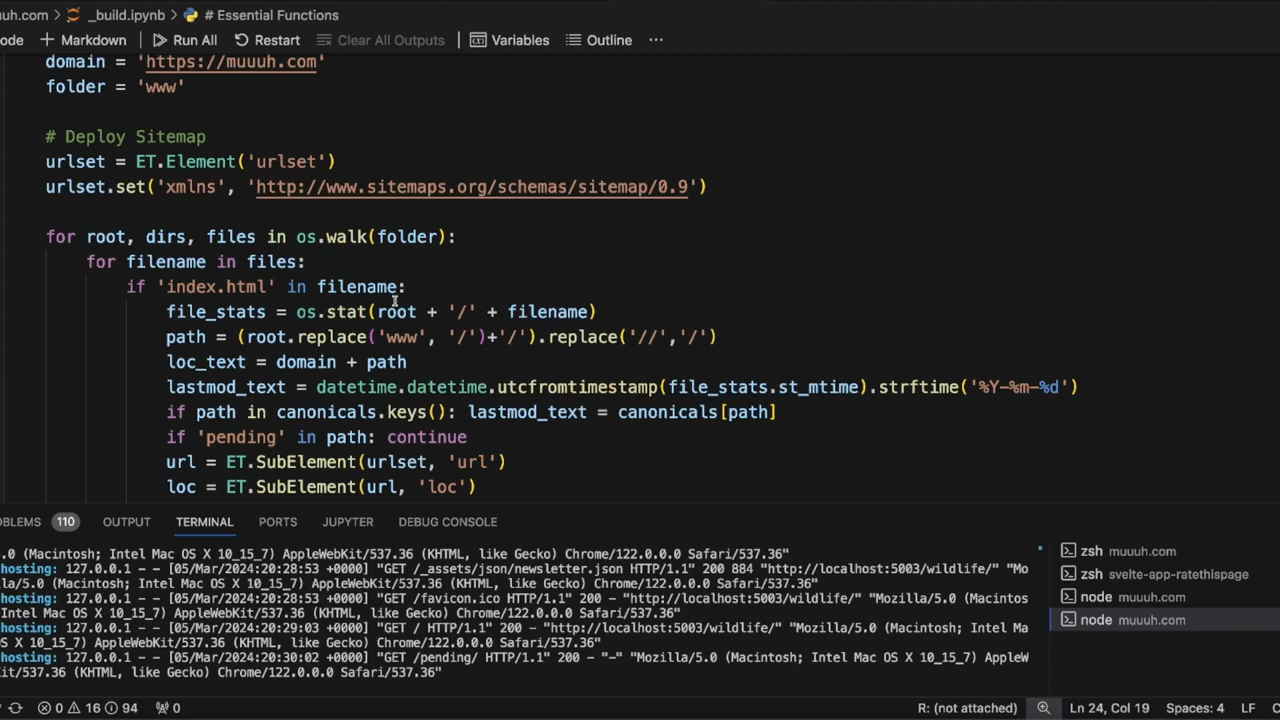 muuh.com > _build.ipynb > # Essential Functions
ode + Markdown Run All Restart Clear All Outputs Variables Outline ...
domain = 'https://muuuh.com'
folder = 'www'
# Deploy Sitemap
urlset = ET.Element('urlset')
urlset.set('xmlns', 'http://www.sitemaps.org/schemas/sitemap/0.9')
for root, dirs, files in os.walk(folder):
for filename in files:
if 'index.html' in filename:
file_stats = os.stat(root + '/' + filename)
path = (root.replace('www', '/')+'/').replace('//','/')
loc_text = domain + path
lastmod_text = datetime.datetime.utcfromtimestamp(file_stats.st_mtime).strftime('%Y-%m-%d')
if path in canonicals.keys(): lastmod_text = canonicals[path]
if 'pending' in path: continue
url = ET.SubElement(urlset, 'url')
loc = ET.SubElement(url, 'loc')
OBLEMS 110 OUTPUT TERMINAL PORTS JUPYTER DEBUG CONSOLE
5.0 (Macintosh; Intel Mac OS X 10_15_7) AppleWebKit/537.36 (KHTML, like Gecko) Chrome/122.0.0.0 Safari/537.36"
hosting: 127.0.0.1 - - [05/Mar/2024:20:28:53 +0000] "GET /_assets/json/newsletter.json HTTP/1.1" 200 884 "http://localhost:5003/wildlife/" "Mo
lla/5.0 (Macintosh; Intel Mac OS X 10_15_7) AppleWebKit/537.36 (KHTML, like Gecko) Chrome/122.0.0.0 Safari/537.36"
hosting: 127.0.0.1 - - [05/Mar/2024:20:28:53 +0000] "GET /favicon.ico HTTP/1.1" 200 - "http://localhost:5003/wildlife/" "Mozilla/5.0 (Macintos
Intel Mac OS X 10_15_7) AppleWebKit/537.36 (KHTML, like Gecko) Chrome/122.0.0.0 Safari/537.36"
hosting: 127.0.0.1 - - [05/Mar/2024:20:29:03 +0000] "GET / HTTP/1.1" 200 - "http://localhost:5003/wildlife/" "Mozilla/5.0 (Macintosh; Intel Ma
S X 10_15_7) AppleWebKit/537.36 (KHTML, like Gecko) Chrome/122.0.0.0 Safari/537.36"
hosting: 127.0.0.1 - - [05/Mar/2024:20:30:02 +0000] "GET /pending/ HTTP/1.1" 200 - "-" "Mozilla/5.0 (Macintosh; Intel Mac OS X 10_15_7) AppleW
it/537.36 (KHTML, like Gecko) Chrome/122.0.0.0 Safari/537.36"
zsh muuuh.com
zsh svelte-app-ratethispage
node muuuh.com
node muuuh.com
0 16 94 0 R: (not attached) Ln 24, Col 19 Spaces: 4 LF